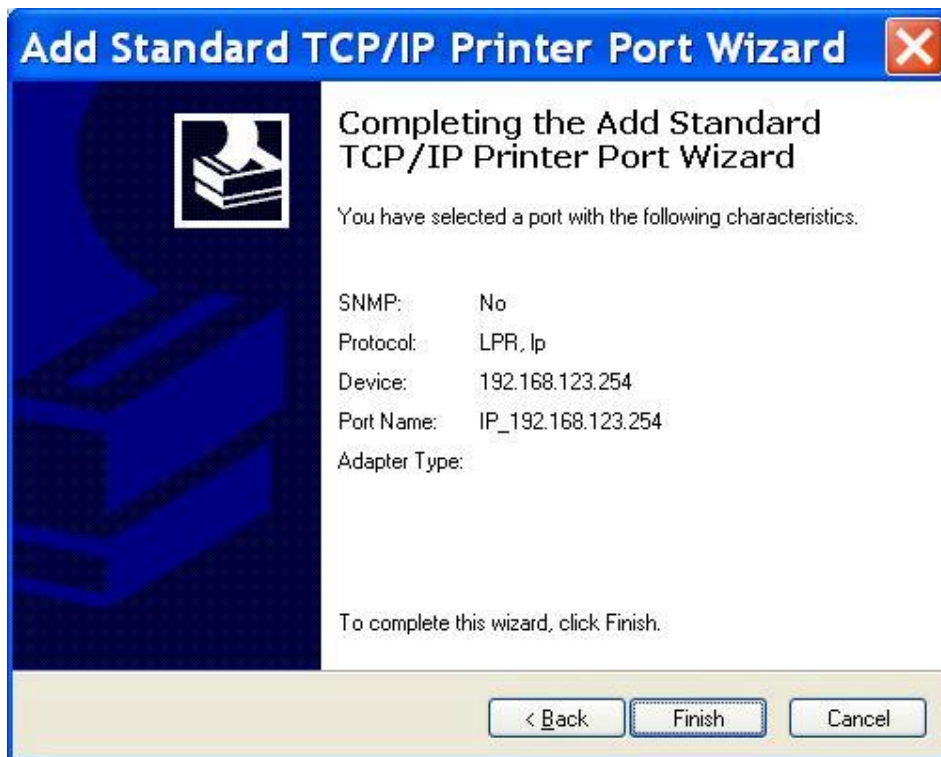 Add Standard TCP/IP Printer Port Wizard
Completing the Add Standard
TCP/IP Printer Port Wizard
You have selected a port with the following characteristics.
SNMP: No
Protocol: LPR, lp
Device: 192.168.123.254
Port Name: IP_192.168.123.254
Adapter Type:
To complete this wizard, click Finish.
< Back Finish Cancel